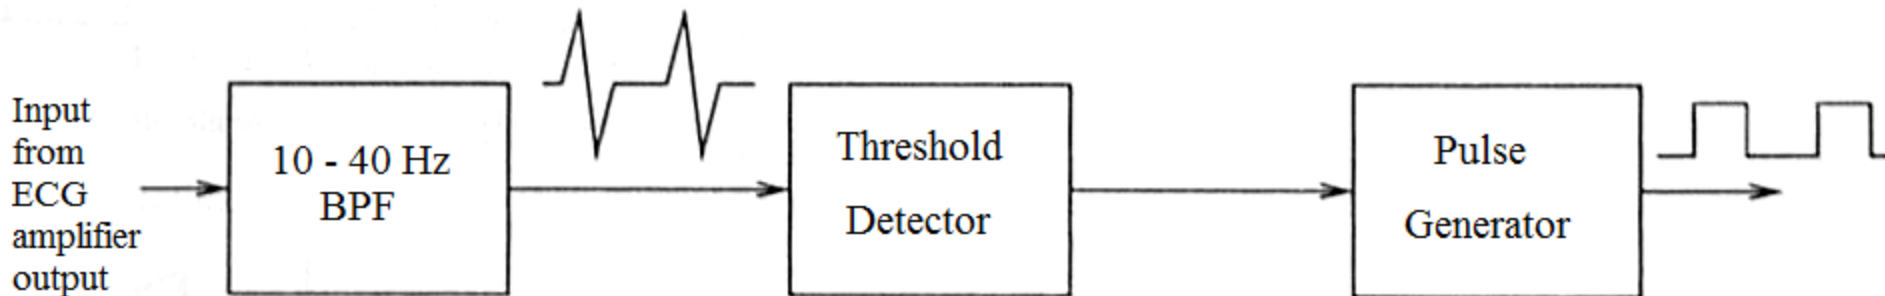 Input
from
ECG
amplifier
output
10 - 40 Hz
BPF
Threshold
Detector
Pulse
Generator